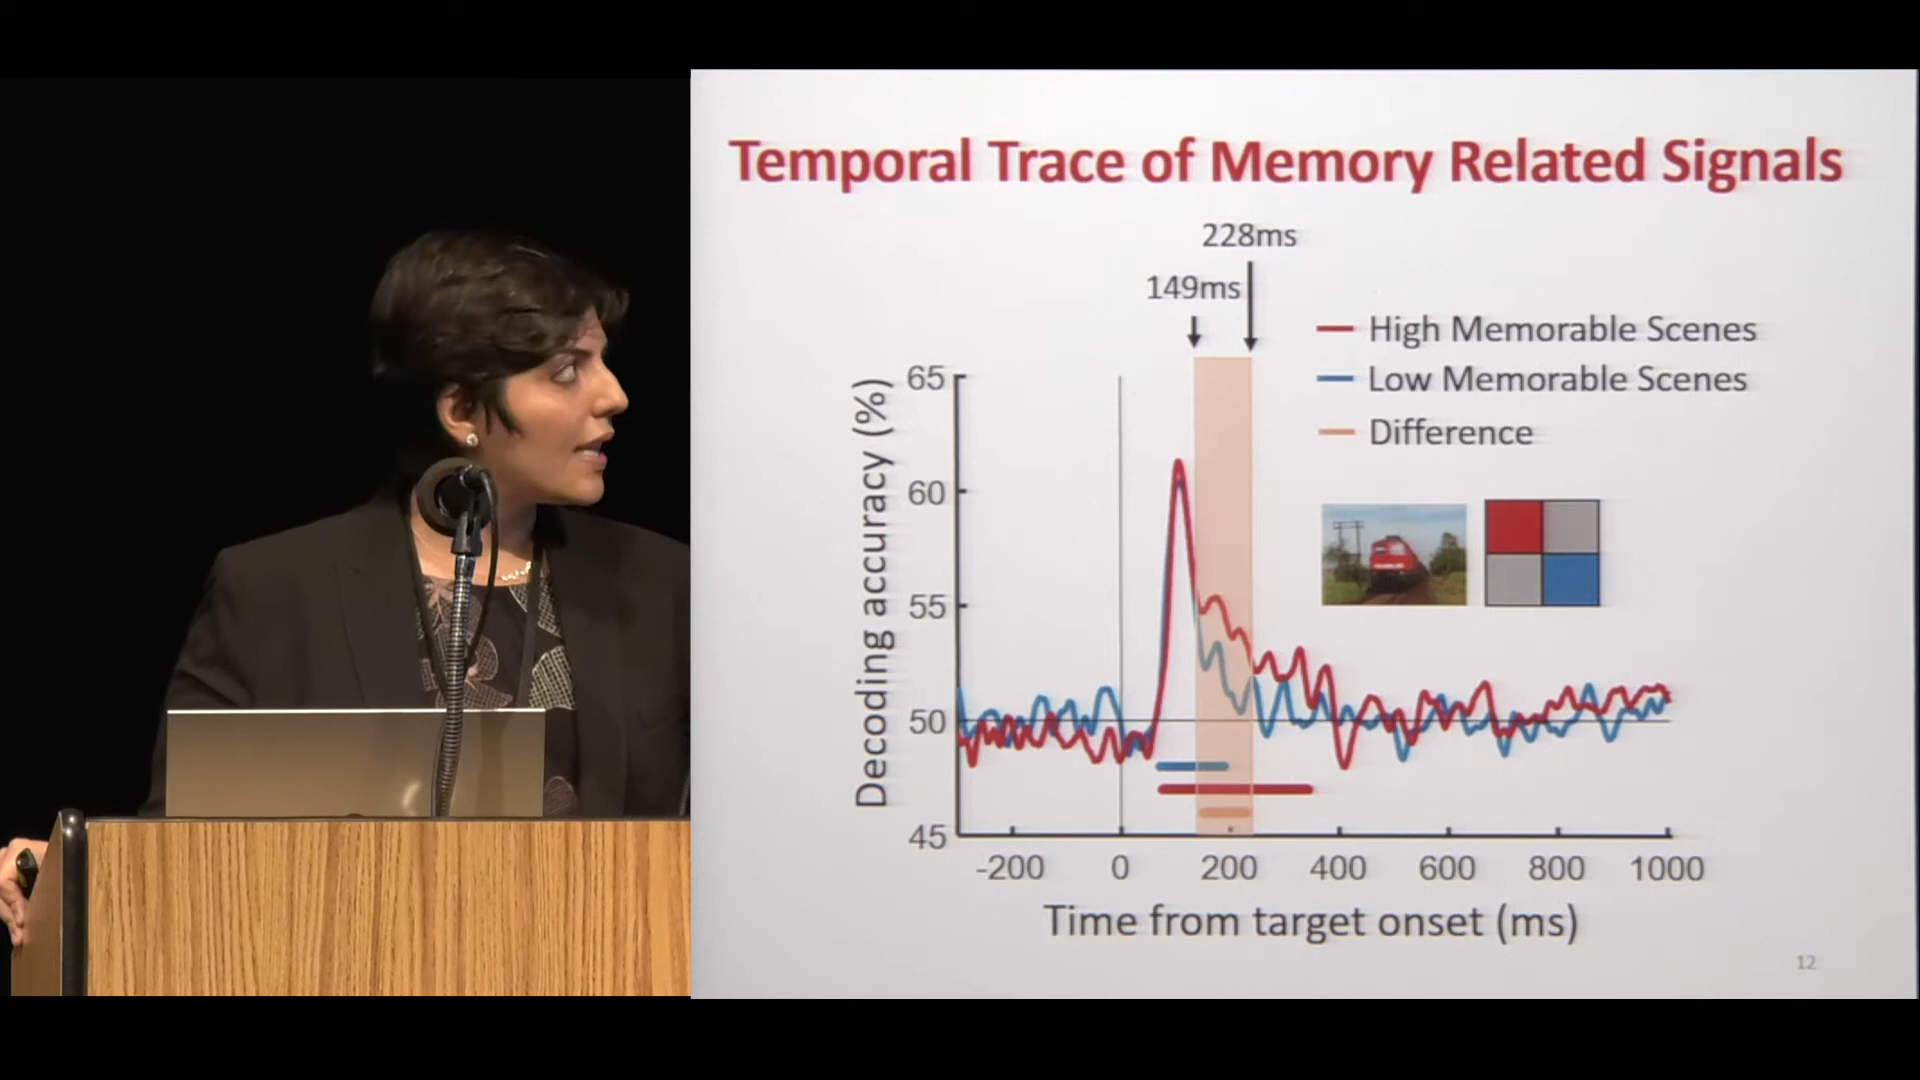 Temporal Trace of Memory Related Signals
228ms
149ms
High Memorable Scenes
Low Memorable Scenes
Difference
Decoding accuracy (%)
65
60
55
50
45
-200 0 200 400 600 800 1000
Time from target onset (ms)
12